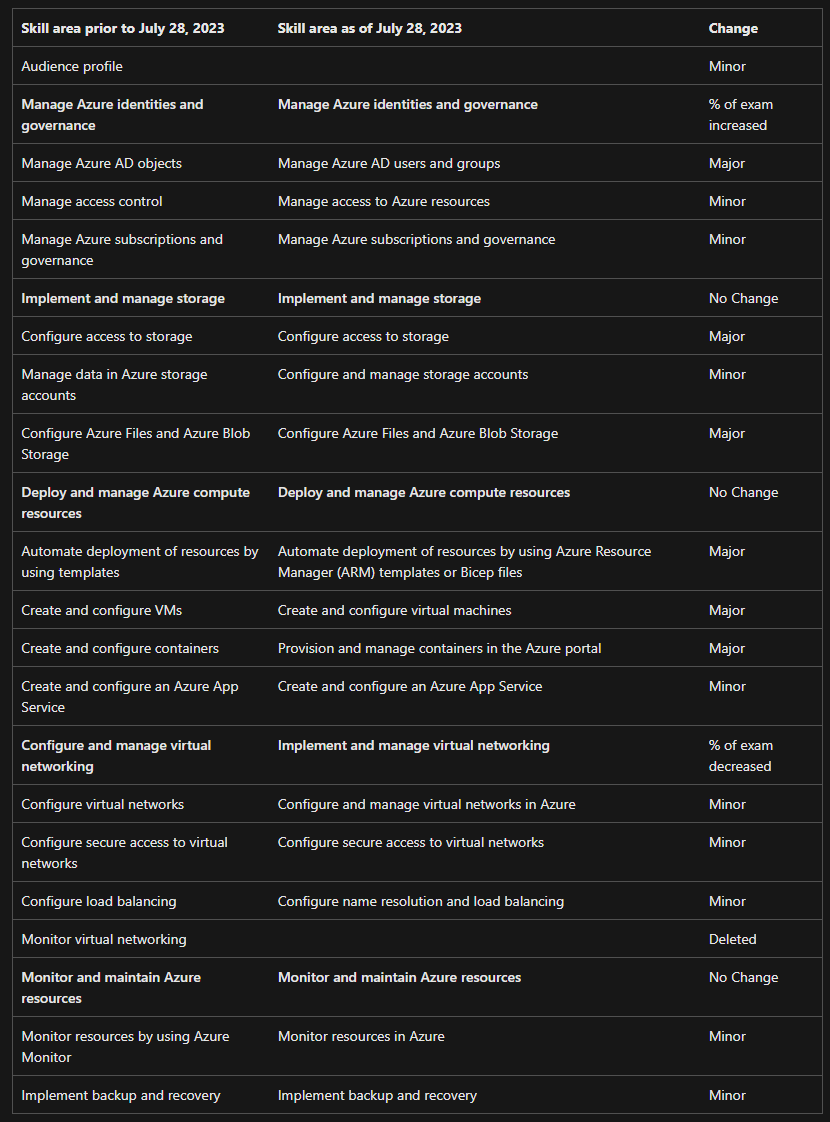 Skill area prior to July 28, 2023 Skill area as of July 28, 2023 Change
Audience profile Minor
Manage Azure identities and governance Manage Azure identities and governance % of exam increased
Manage Azure AD objects Manage Azure AD users and groups Major
Manage access control Manage access to Azure resources Minor
Manage Azure subscriptions and governance Manage Azure subscriptions and governance Minor
Implement and manage storage Implement and manage storage No Change
Configure access to storage Configure access to storage Major
Manage data in Azure storage accounts Configure and manage storage accounts Minor
Configure Azure Files and Azure Blob Storage Configure Azure Files and Azure Blob Storage Major
Deploy and manage Azure compute resources Deploy and manage Azure compute resources No Change
Automate deployment of resources by using templates Automate deployment of resources by using Azure Resource Manager (ARM) templates or Bicep files Major
Create and configure VMs Create and configure virtual machines Major
Create and configure containers Provision and manage containers in the Azure portal Major
Create and configure an Azure App Service Create and configure an Azure App Service Minor
Configure and manage virtual networking Implement and manage virtual networking % of exam decreased
Configure virtual networks Configure and manage virtual networks in Azure Minor
Configure secure access to virtual networks Configure secure access to virtual networks Minor
Configure load balancing Configure name resolution and load balancing Minor
Monitor virtual networking Deleted
Monitor and maintain Azure resources Monitor and maintain Azure resources No Change
Monitor resources by using Azure Monitor Monitor resources in Azure Minor
Implement backup and recovery Implement backup and recovery Minor